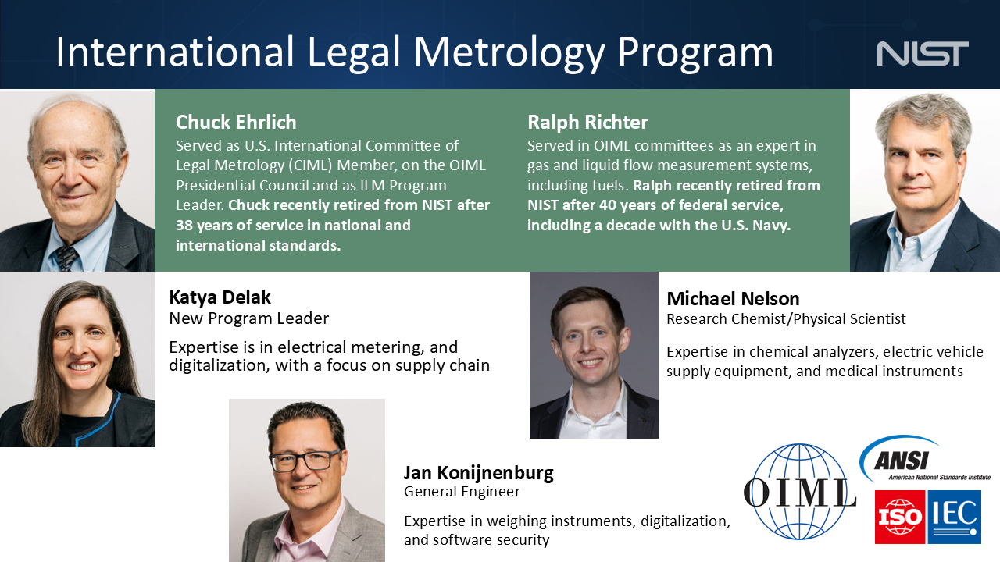 International Legal Metrology Program
NIST
Chuck Ehrlich
Served as U.S. International Committee of
Legal Metrology (CIML) Member, on the OIML
Presidential Council and as ILM Program
Leader. Chuck recently retired from NIST after
38 years of service in national and
international standards.
Ralph Richter
Served in OIML committees as an expert in
gas and liquid flow measurement systems,
including fuels. Ralph recently retired from
NIST after 40 years of federal service,
including a decade with the U.S. Navy.
Katya Delak
New Program Leader
Expertise is in electrical metering, and
digitalization, with a focus on supply chain
Michael Nelson
Research Chemist/Physical Scientist
Expertise in chemical analyzers, electric vehicle
supply equipment, and medical instruments
Jan Konijnenburg
General Engineer
Expertise in weighing instruments, digitalization,
and software security
OIML
ANSI
American National Standards Institute
ISO
IEC